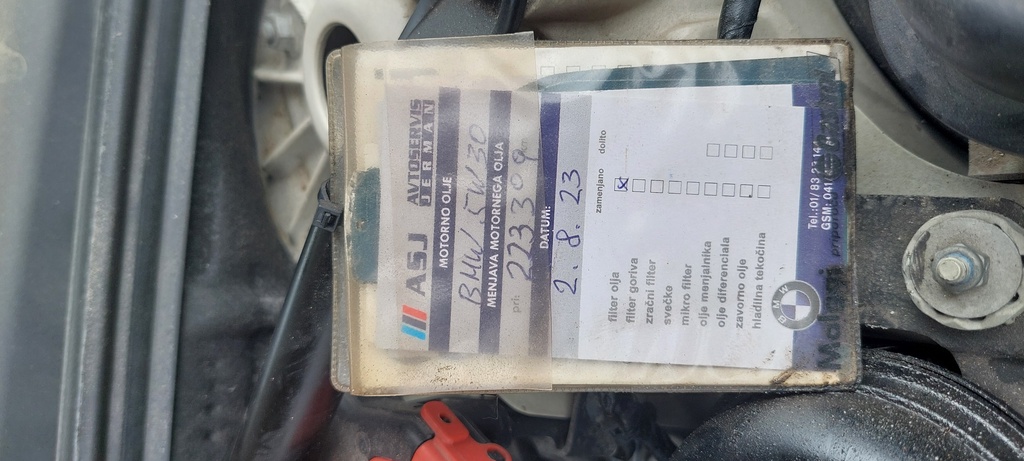 ASJ AVTOSERVIS
JERMAN
MOTORNO OLJE
BMW 5W30
MENJAVA MOTORNEGA OLJA
pri: 223309 km
DATUM:
2. 8. 23
zamenjano dolito
filter olja
filter goriva
zračni filter
svečke
mikro filter
olje menjalnika
olje diferenciala
zavorno olje
hladilna tekočina
BMW
Tel.:01/ 83
GSM: 041